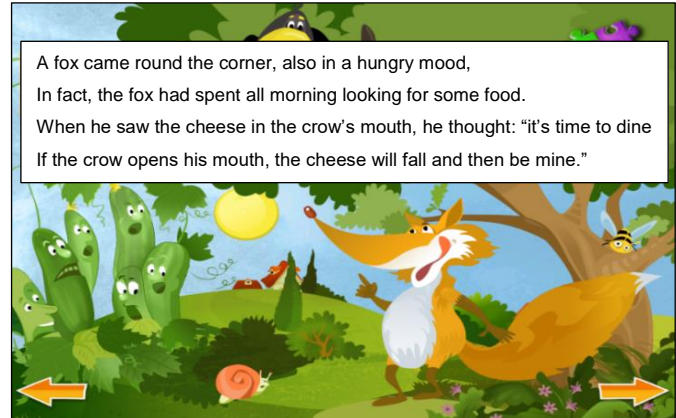 A fox came round the corner, also in a hungry mood,
In fact, the fox had spent all morning looking for some food.
When he saw the cheese in the crow's mouth, he thought: “it's time to dine
If the crow opens his mouth, the cheese will fall and then be mine.”